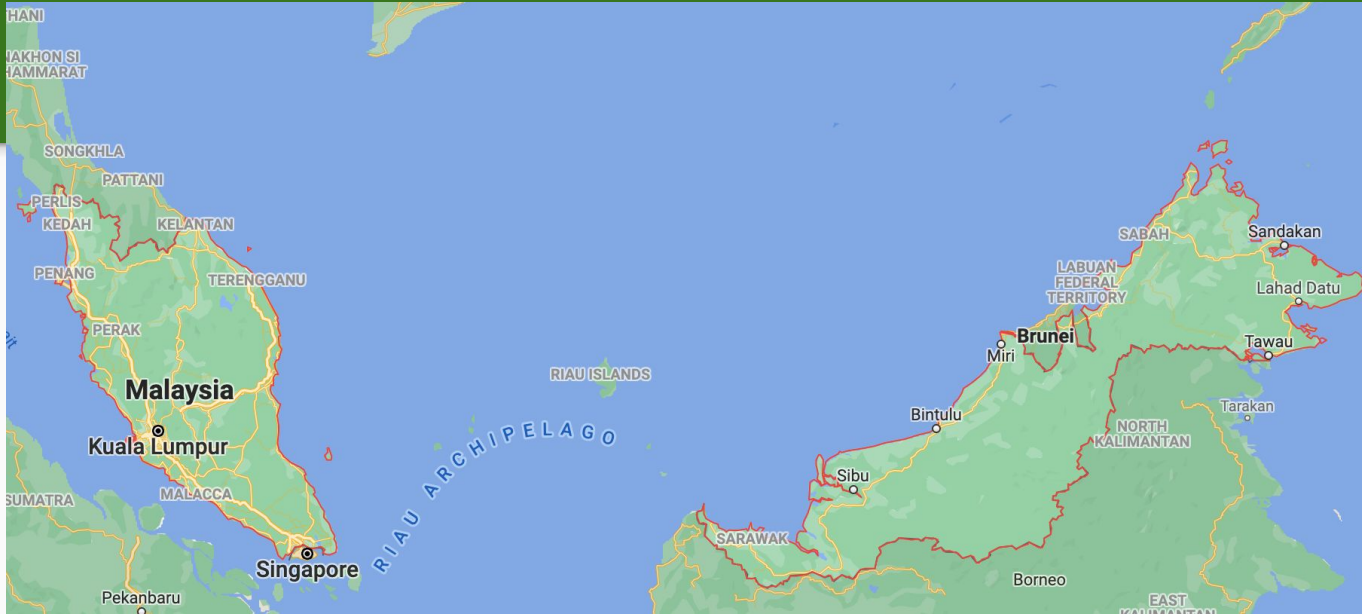 THANI
NAKHON SI
HAMMARAT
SONGKHLA
PATTANI
PERLIS
KEDAH
KELANTAN
PENANG
TERENGGANU
PERAK
Malaysia
Kuala Lumpur
MALACCA
SUMATRA
Singapore
Pekanbaru
RIAU ISLANDS
RIAU ARCHIPELAGO
SABAH
Sandakan
LABUAN
FEDERAL
TERRITORY
Lahad Datu
Brunei
Miri
Tawau
Bintulu
Tarakan
NORTH
KALIMANTAN
Sibu
SARAWAK
Borneo
EAST
KALIMANTAN